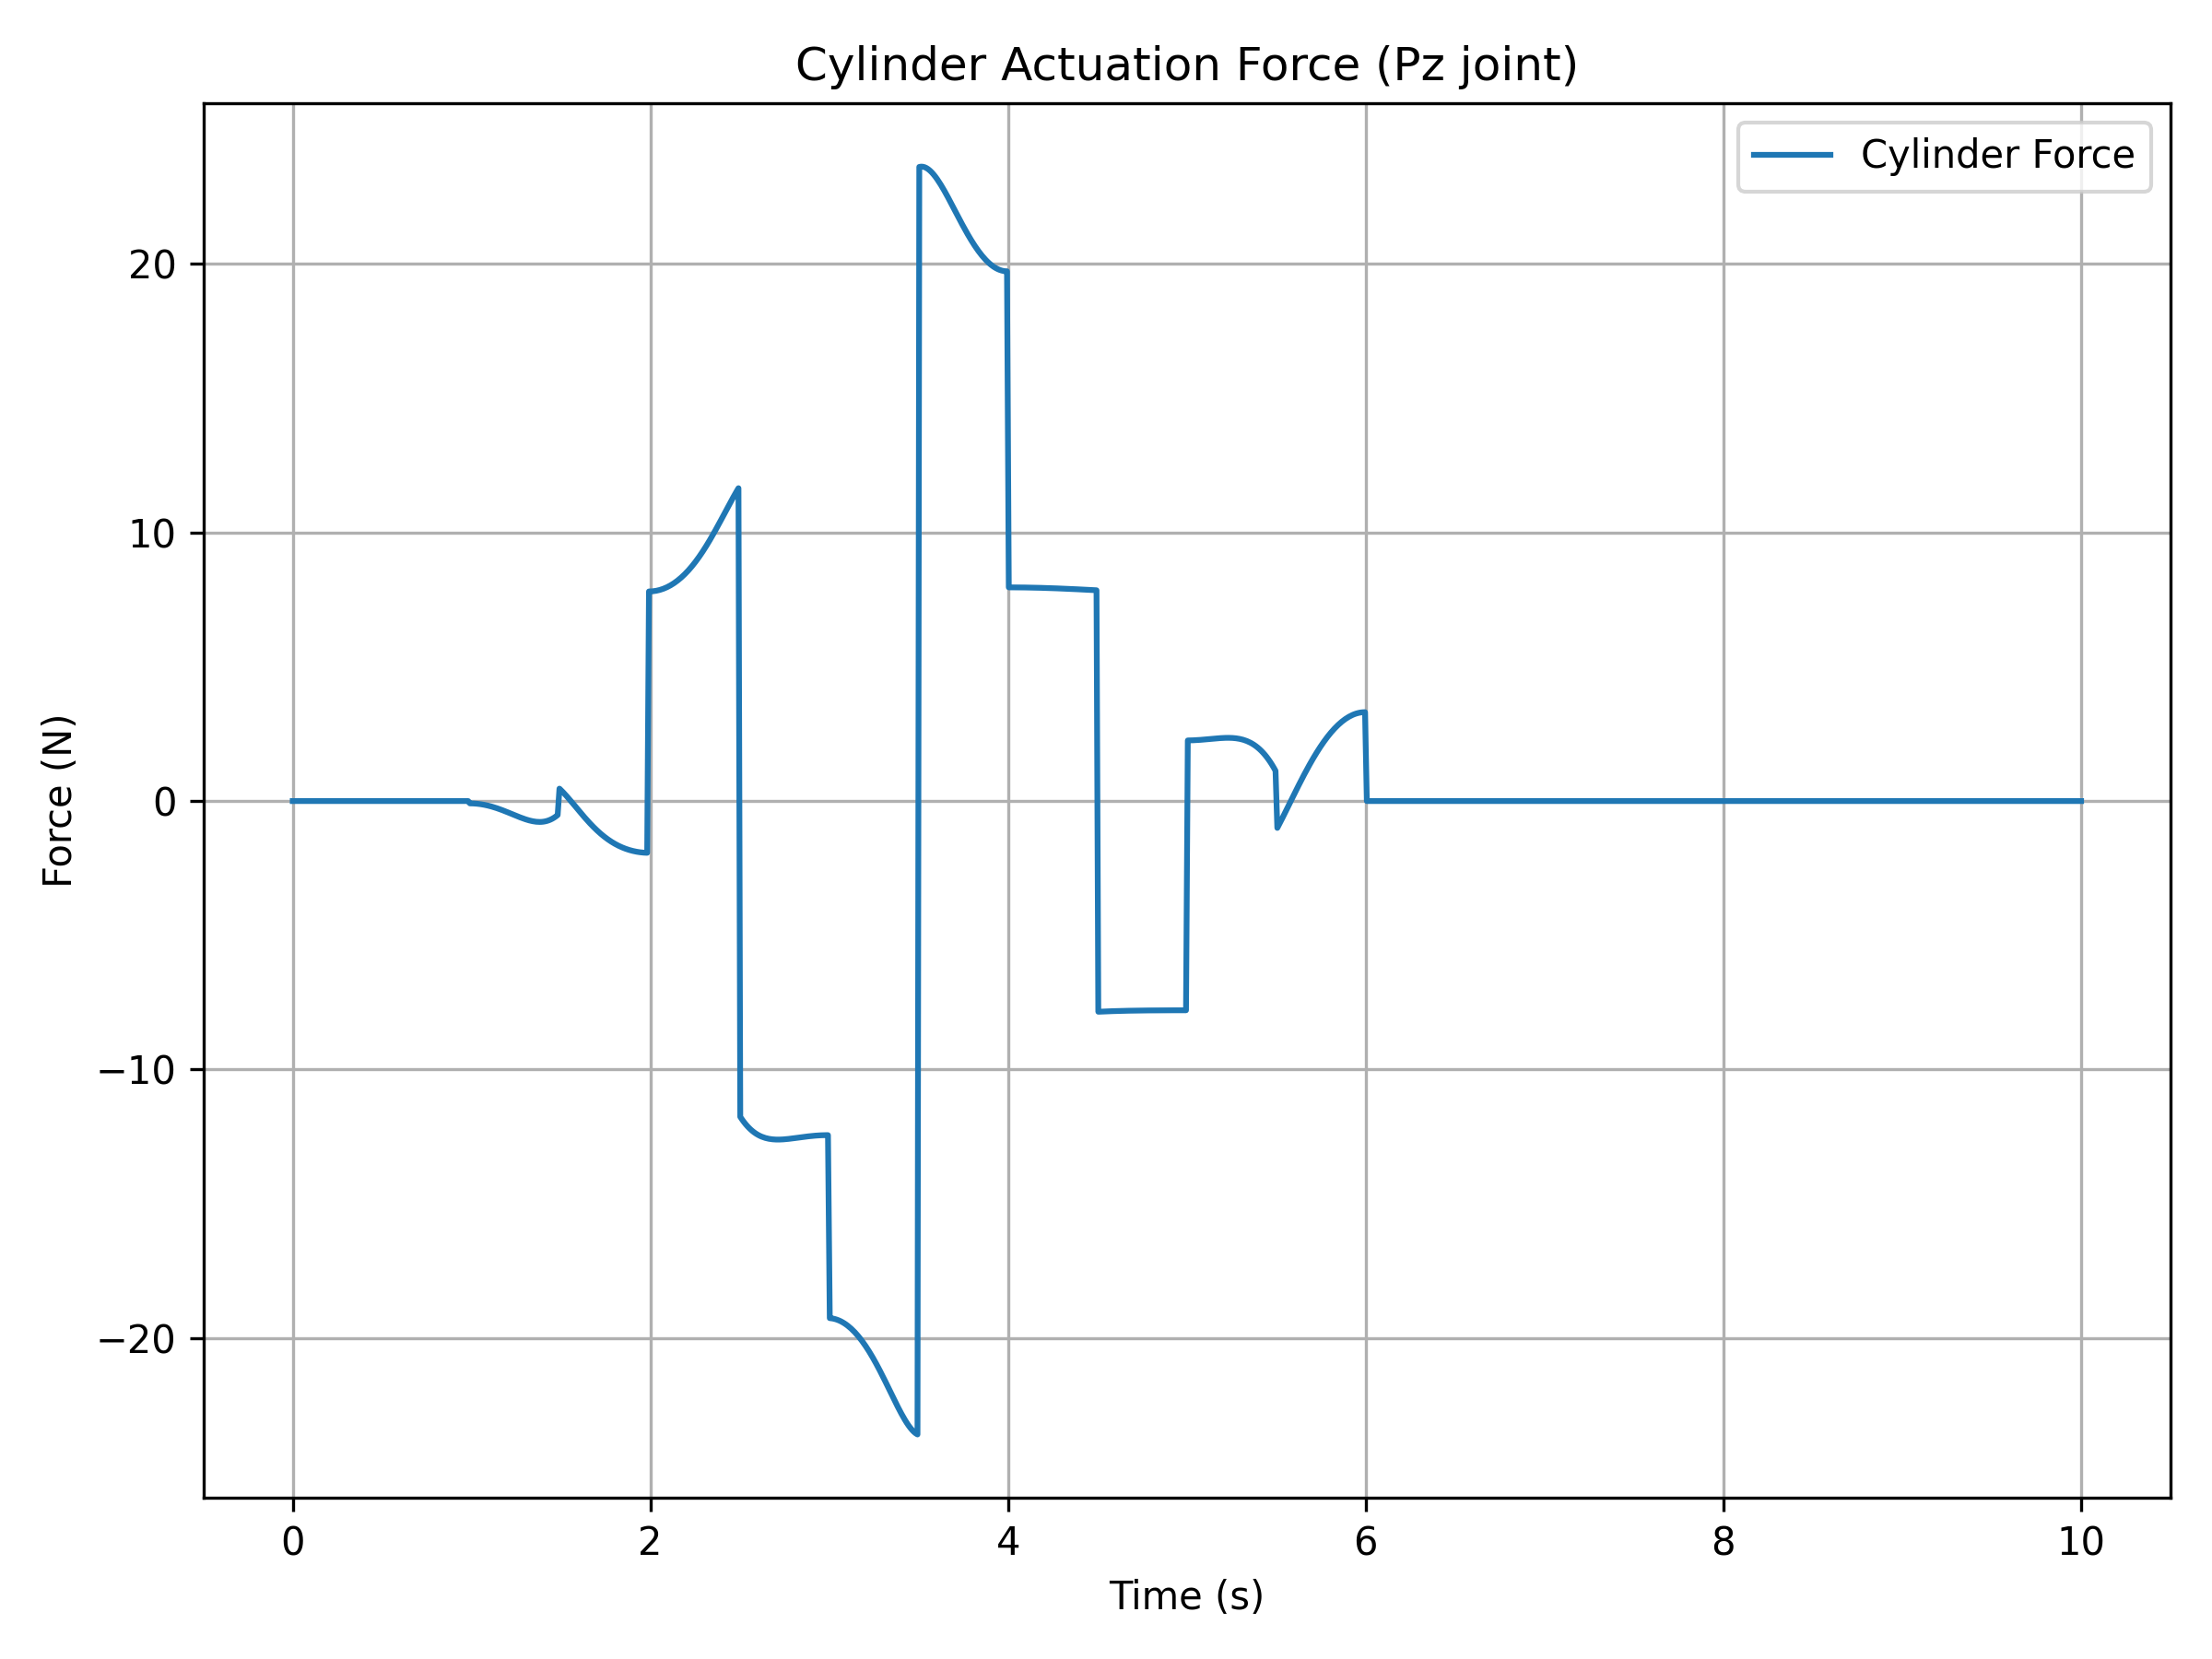 Cylinder Actuation Force (Pz joint)
Cylinder Force
20
10
0
−10
−20
Force (N)
0 2 4 6 8 10
Time (s)